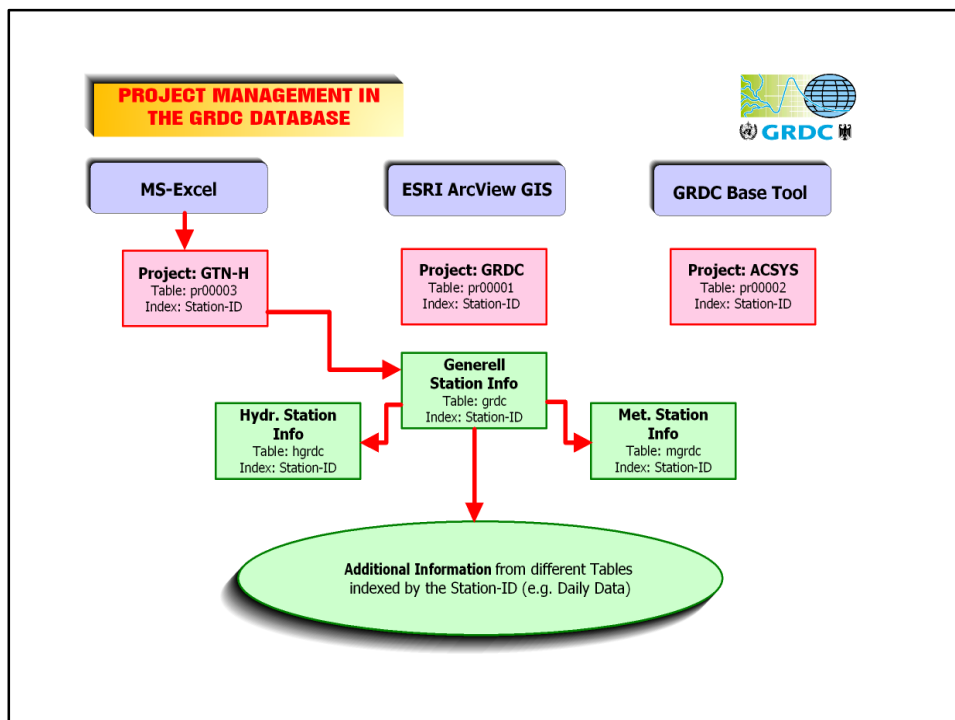 PROJECT MANAGEMENT IN
THE GRDC DATABASE
GRDC
MS-Excel
ESRI ArcView GIS
GRDC Base Tool
Project: GTN-H
Table: pr00003
Index: Station-ID
Project: GRDC
Table: pr00001
Index: Station-ID
Project: ACSYS
Table: pr00002
Index: Station-ID
Generell
Station Info
Table: grdc
Index: Station-ID
Hydr. Station
Info
Table: hgrdc
Index: Station-ID
Met. Station
Info
Table: mgrdc
Index: Station-ID
Additional Information from different Tables
indexed by the Station-ID (e.g. Daily Data)